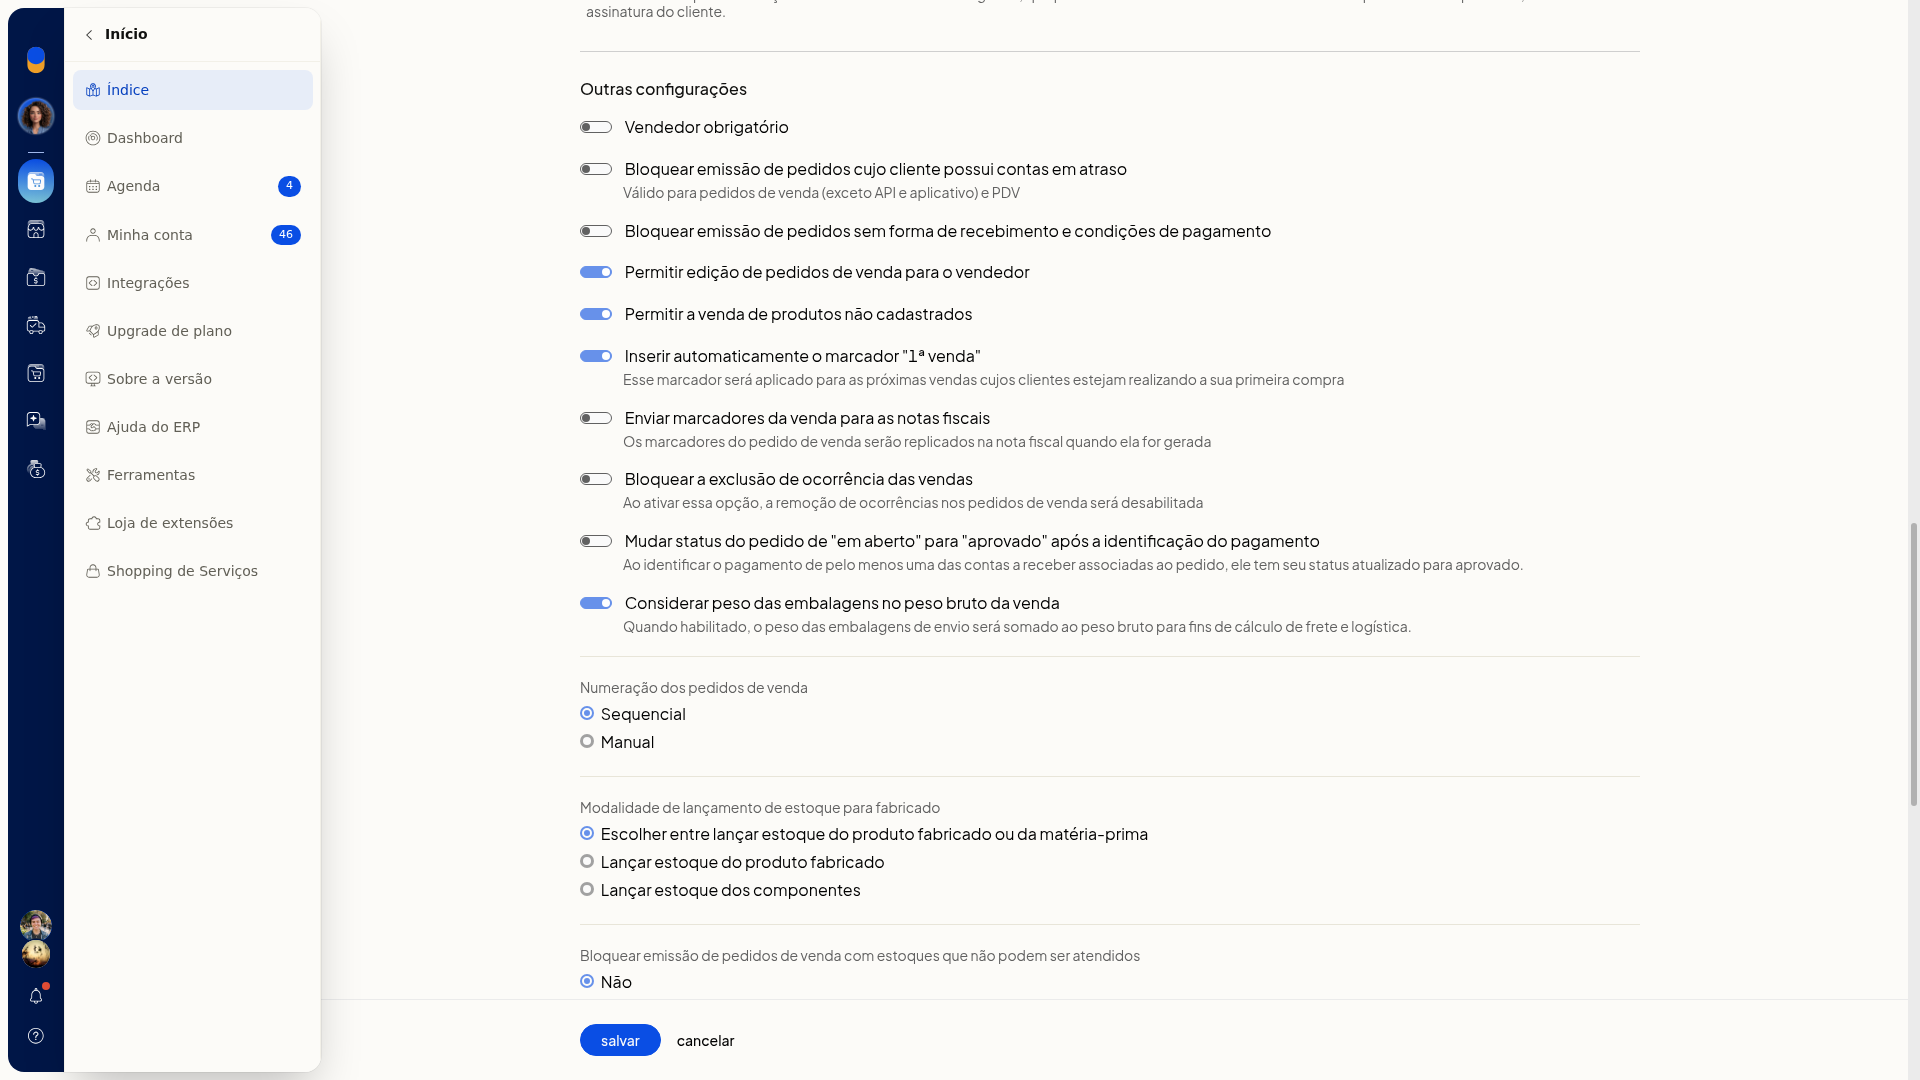 Início
Índice
Dashboard
Agenda
4
Minha conta
46
Integrações
Upgrade de plano
Sobre a versão
Ajuda do ERP
Ferramentas
Loja de extensões
Shopping de Serviços
assinatura do cliente.
Outras configurações
Vendedor obrigatório
Bloquear emissão de pedidos cujo cliente possui contas em atraso
Válido para pedidos de venda (exceto API e aplicativo) e PDV
Bloquear emissão de pedidos sem forma de recebimento e condições de pagamento
Permitir edição de pedidos de venda para o vendedor
Permitir a venda de produtos não cadastrados
Inserir automaticamente o marcador "1ª venda"
Esse marcador será aplicado para as próximas vendas cujos clientes estejam realizando a sua primeira compra
Enviar marcadores da venda para as notas fiscais
Os marcadores do pedido de venda serão replicados na nota fiscal quando ela for gerada
Bloquear a exclusão de ocorrência das vendas
Ao ativar essa opção, a remoção de ocorrências nos pedidos de venda será desabilitada
Mudar status do pedido de "em aberto" para "aprovado" após a identificação do pagamento
Ao identificar o pagamento de pelo menos uma das contas a receber associadas ao pedido, ele tem seu status atualizado para aprovado.
Considerar peso das embalagens no peso bruto da venda
Quando habilitado, o peso das embalagens de envio será somado ao peso bruto para fins de cálculo de frete e logística.
Numeração dos pedidos de venda
Sequencial
Manual
Modalidade de lançamento de estoque para fabricado
Escolher entre lançar estoque do produto fabricado ou da matéria-prima
Lançar estoque do produto fabricado
Lançar estoque dos componentes
Bloquear emissão de pedidos de venda com estoques que não podem ser atendidos
Não
salvar
cancelar